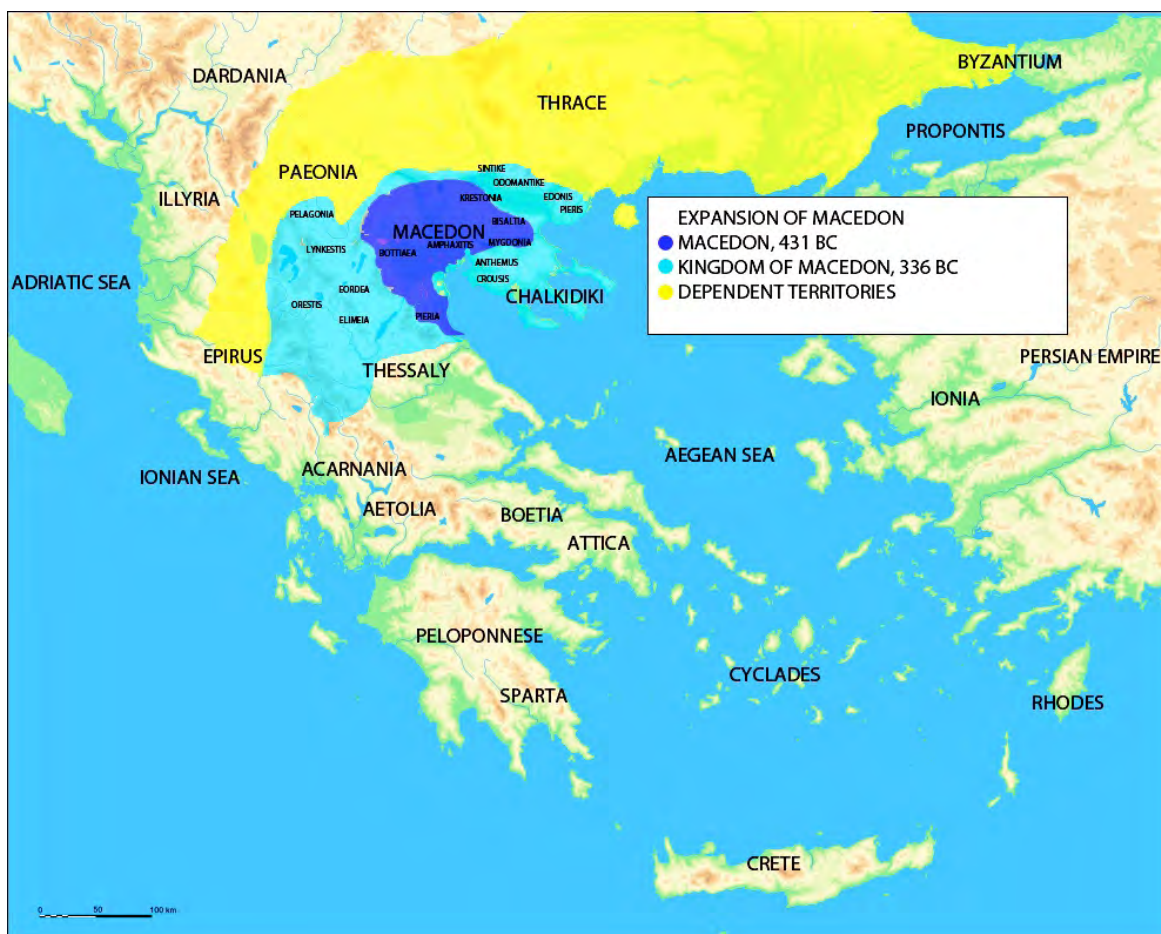 BYZANTIUM
DARDANIA
THRACE
PROPONTIS
PAEONIA
SINTIKE
ODOMANTIKE
ILLYRIA
KRESTONIA
EDONIS
PIERIS
PELAGONIA
BISALTIA
MACEDON
LYNKESTIS
BOTTIAEA
AMPHAXITIS
MYGDONIA
ANTHEMUS
ADRIATIC SEA
CROUSIS
EORDEA
CHALKIDIKI
ORESTIS
ELIMEIA
PIERIA
EXPANSION OF MACEDON
MACEDON, 431 BC
KINGDOM OF MACEDON, 336 BC
DEPENDENT TERRITORIES
EPIRUS
THESSALY
PERSIAN EMPIRE
IONIA
AEGEAN SEA
IONIAN SEA
ACARNANIA
AETOLIA
BOETIA
ATTICA
PELOPONNESE
CYCLADES
SPARTA
RHODES
CRETE
0 50 100 km